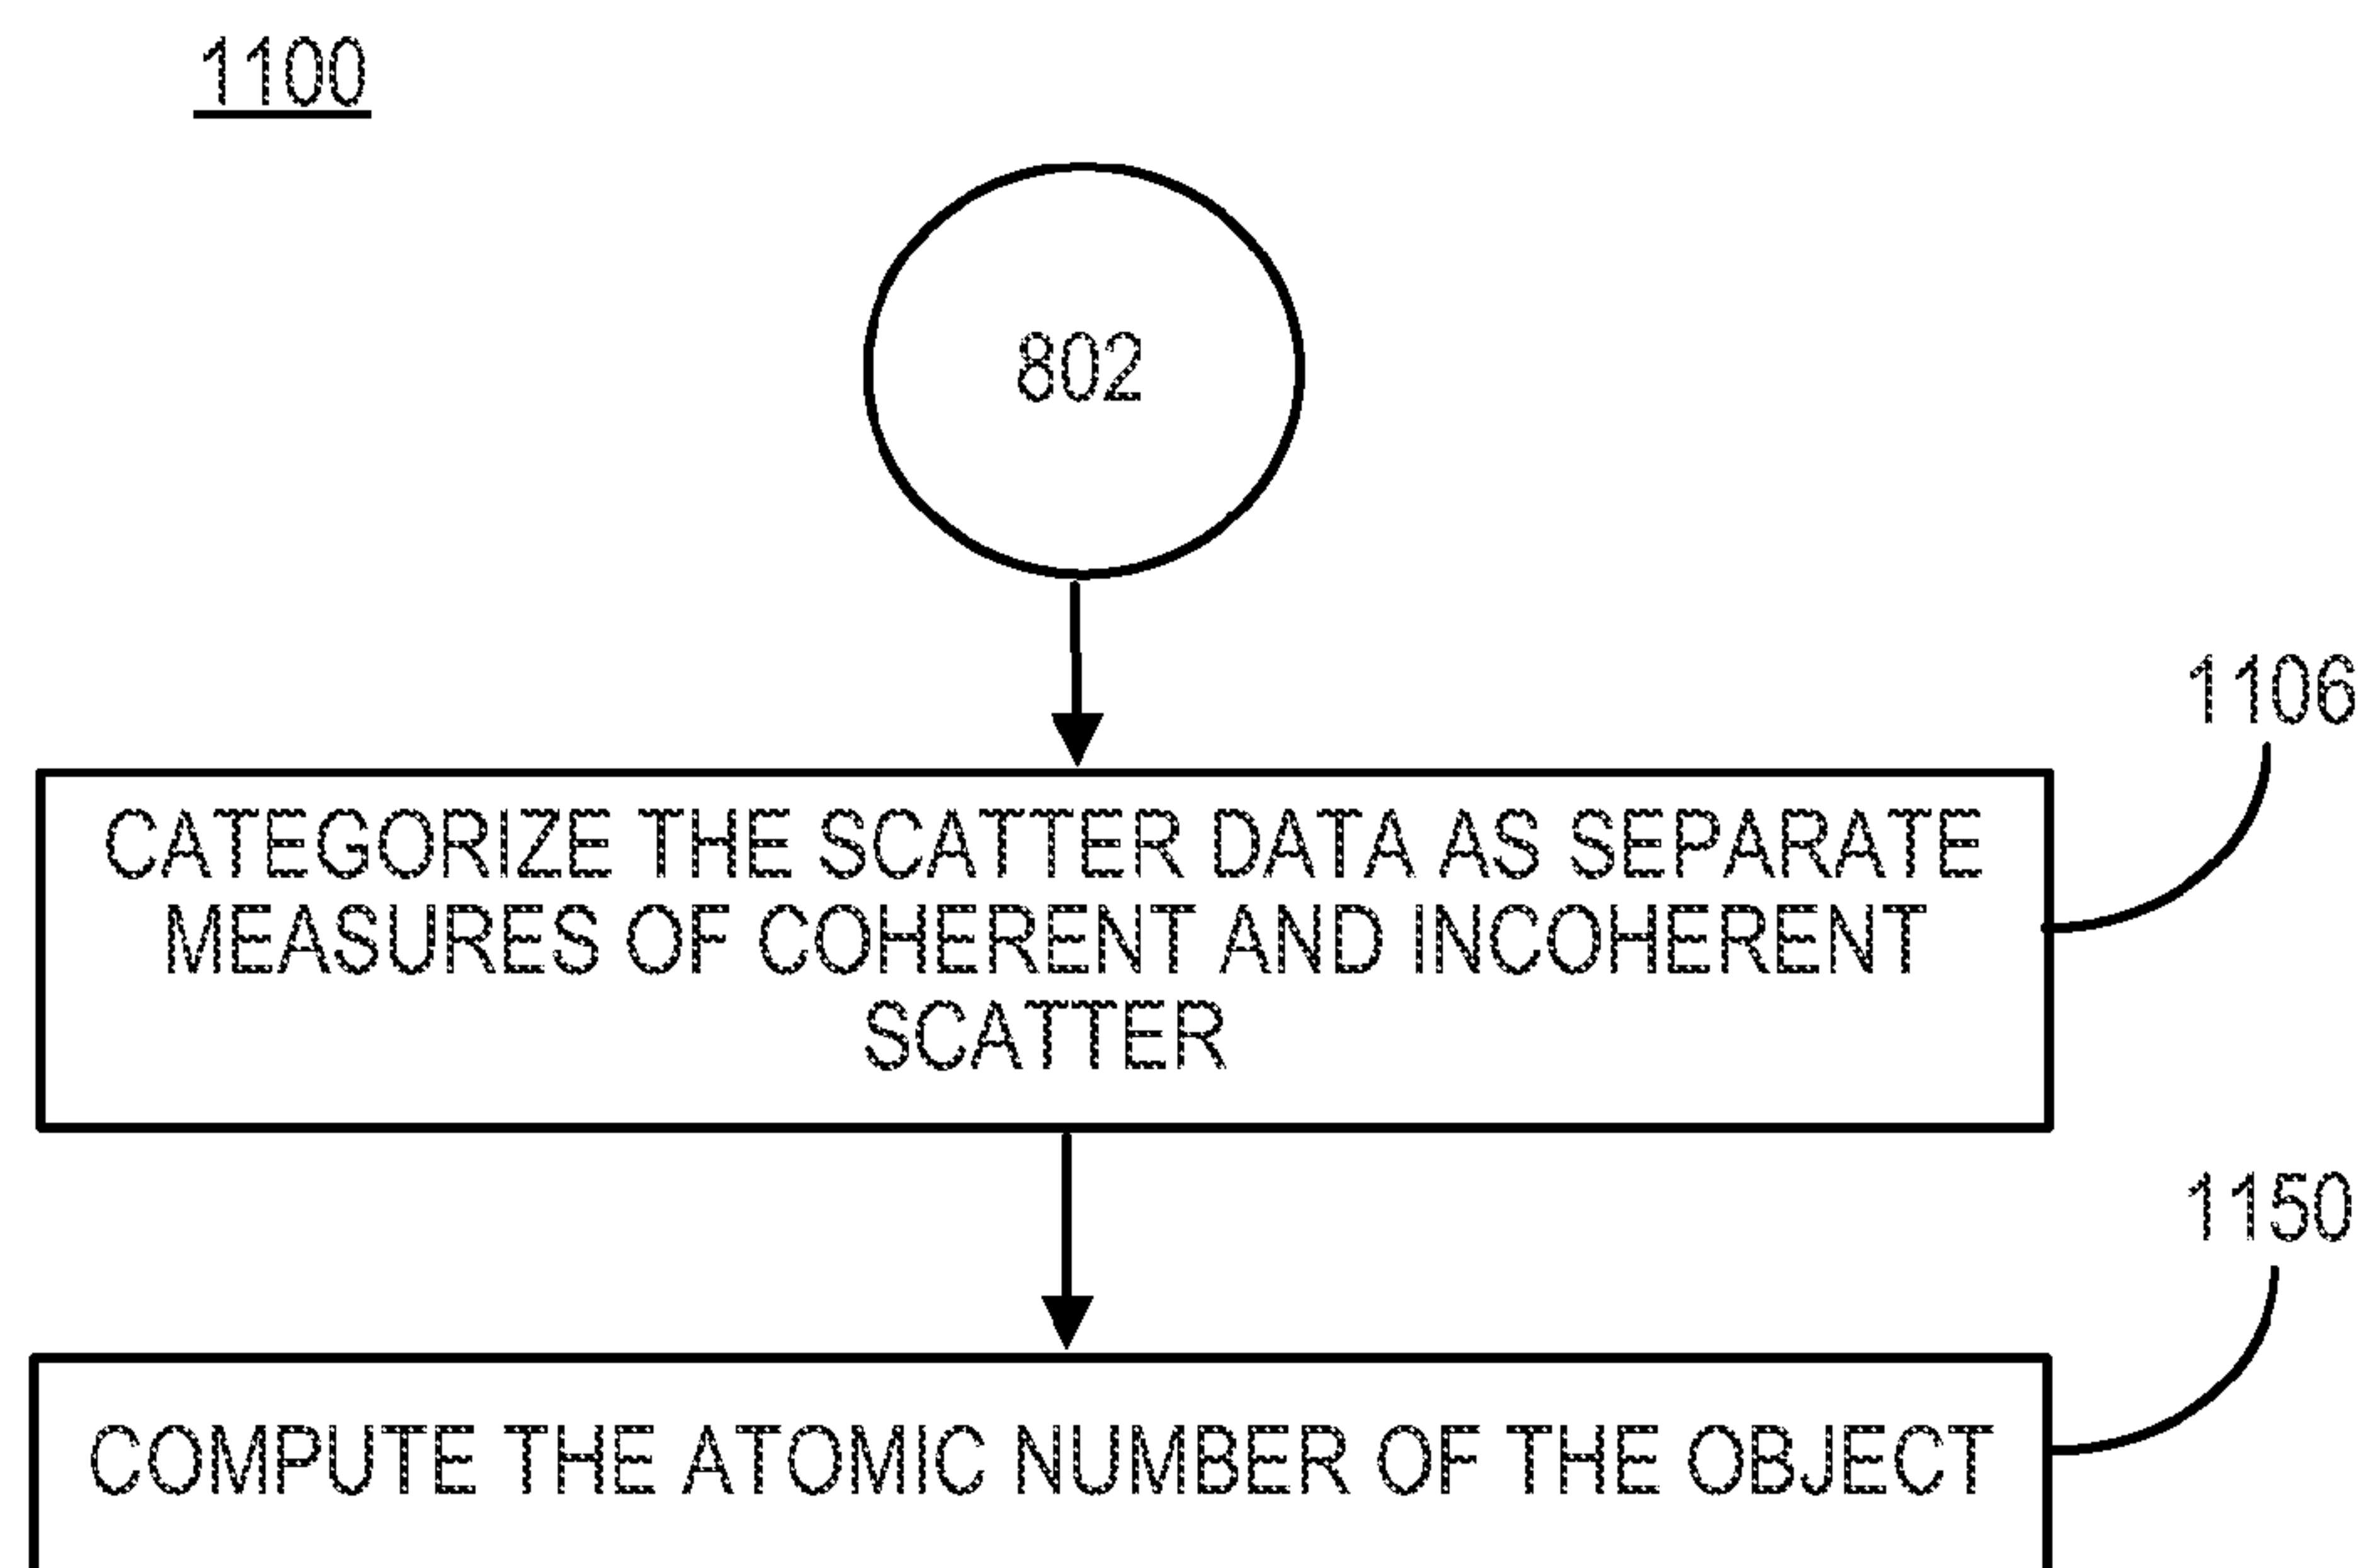 1100
802
1106
CATEGORIZE THE SCATTER DATA AS SEPARATE
MEASURES OF COHERENT AND INCOHERENT
SCATTER
1150
COMPUTE THE ATOMIC NUMBER OF THE OBJECT